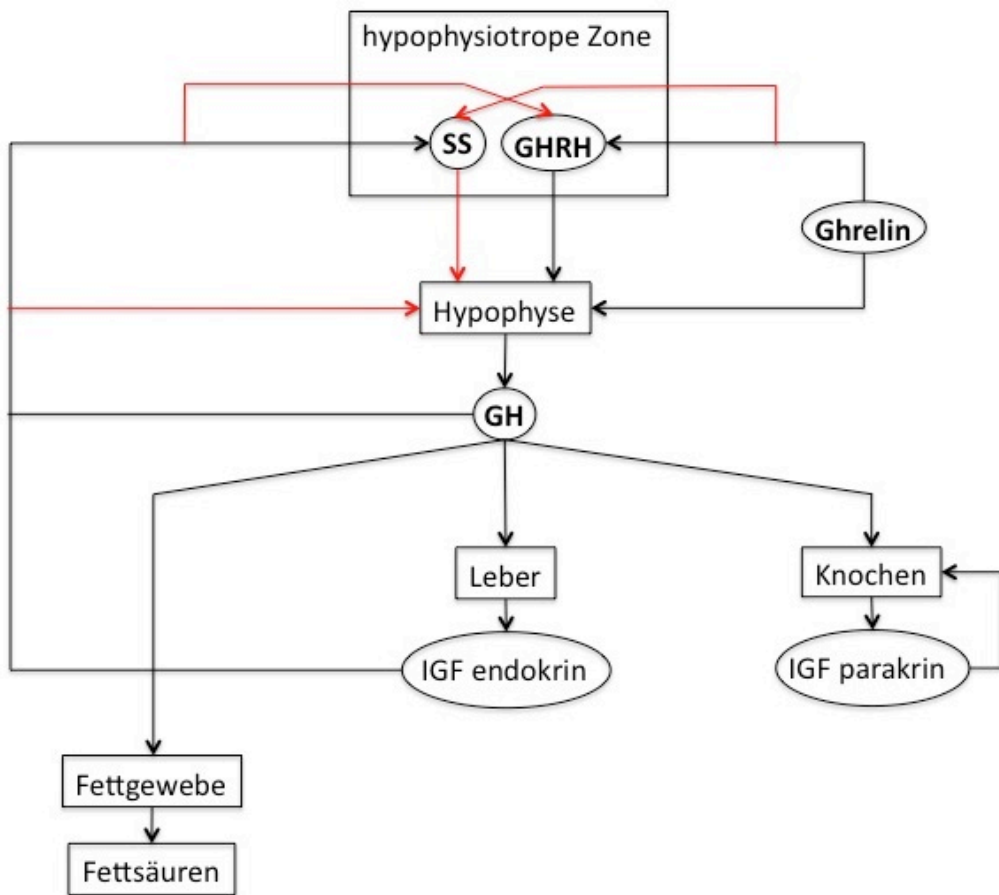 hypophysiotrope Zone
SS
GHRH
Ghrelin
Hypophyse
GH
Leber
Knochen
IGF endokrin
IGF parakrin
Fettgewebe
Fettsäuren